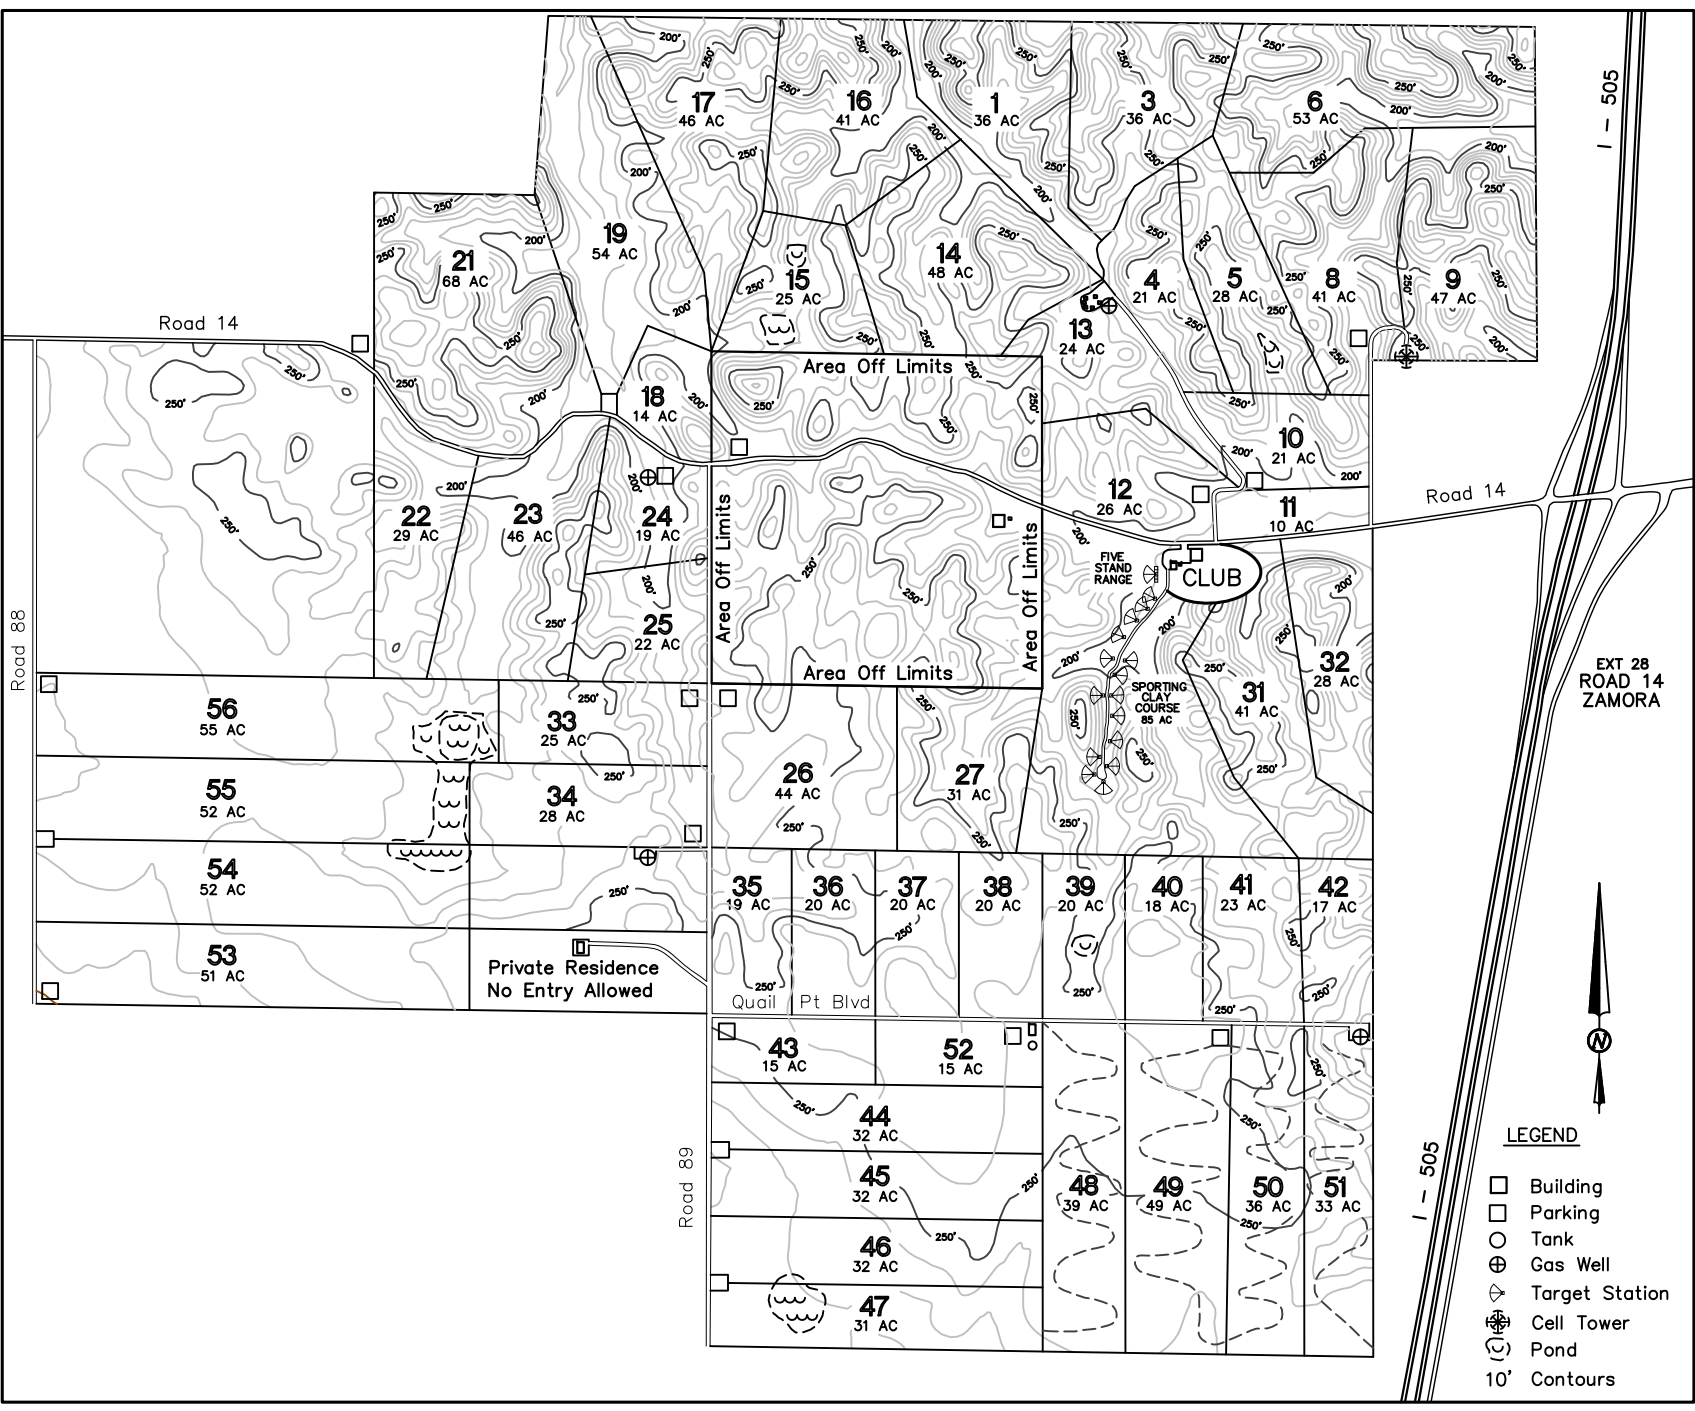 17
46 AC
16
41 AC
1
36 AC
3
36 AC
6
53 AC
I - 505
21
68 AC
19
54 AC
15
25 AC
14
48 AC
13
24 AC
4
21 AC
5
28 AC
8
41 AC
9
47 AC
Road 14
18
14 AC
Area Off Limits
10
21 AC
22
29 AC
23
46 AC
24
19 AC
25
22 AC
Area Off Limits
Area Off Limits
Area Off Limits
12
26 AC
11
10 AC
Road 14
FIVE
STAND
RANGE
CLUB
Road 88
SPORTING
CLAY
COURSE
85 AC
31
41 AC
32
28 AC
EXT 28
ROAD 14
ZAMORA
56
55 AC
33
25 AC
55
52 AC
34
28 AC
26
44 AC
27
31 AC
54
52 AC
53
51 AC
Private Residence
No Entry Allowed
35
19 AC
36
20 AC
37
20 AC
38
20 AC
39
20 AC
40
18 AC
41
23 AC
42
17 AC
Quail Pt Blvd
43
15 AC
52
15 AC
44
32 AC
45
32 AC
46
32 AC
47
31 AC
48
39 AC
49
49 AC
50
36 AC
51
33 AC
Road 89
I - 505
250'
200'
N
LEGEND
Building
Parking
Tank
Gas Well
Target Station
Cell Tower
Pond
10' Contours